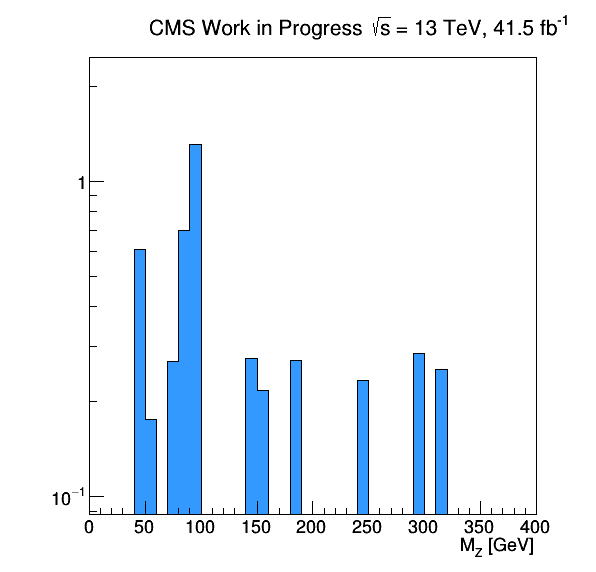 CMS Work in Progress √s = 13 TeV, 41.5 fb⁻¹
1
10⁻¹
0 50 100 150 200 250 300 350 400
M_Z [GeV]